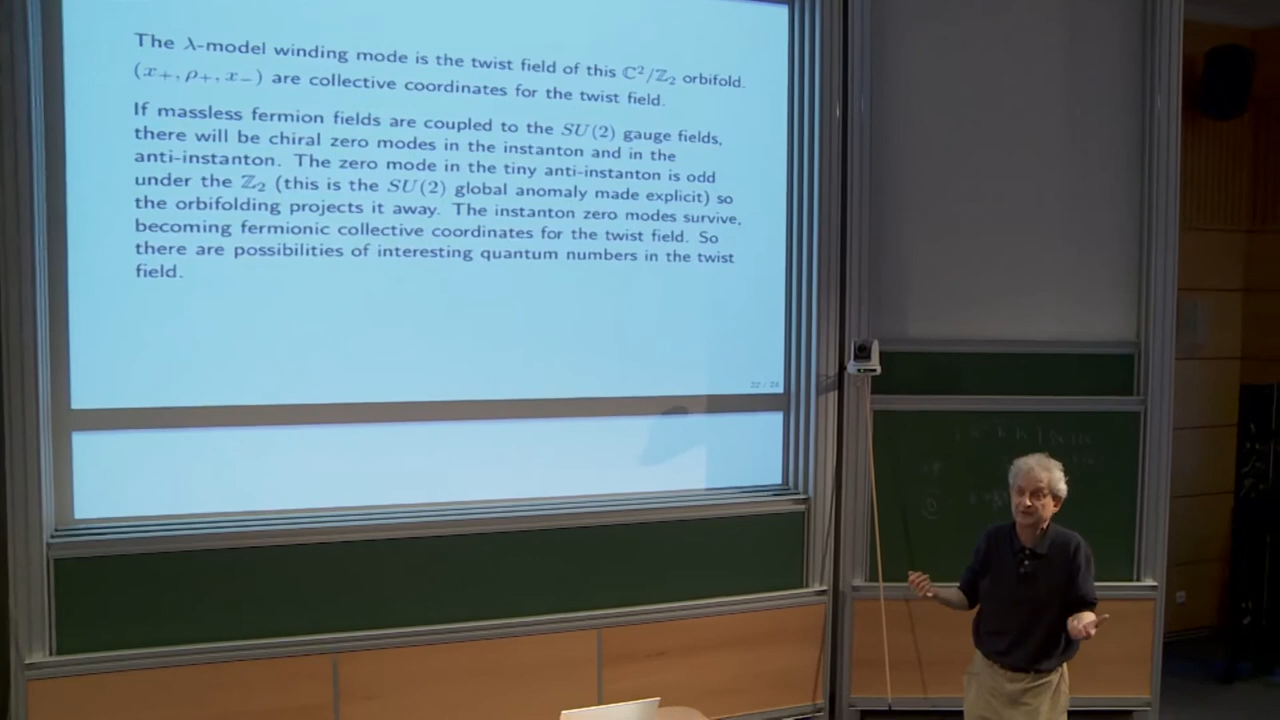 The λ-model winding mode is the twist field of this ℂ²/ℤ₂ orbifold.
(x₊, ρ₊, x₋) are collective coordinates for the twist field.
If massless fermion fields are coupled to the SU(2) gauge fields,
there will be chiral zero modes in the instanton and in the
anti-instanton. The zero mode in the tiny anti-instanton is odd
under the ℤ₂ (this is the SU(2) global anomaly made explicit) so
the orbifolding projects it away. The instanton zero modes survive,
becoming fermionic collective coordinates for the twist field. So
there are possibilities of interesting quantum numbers in the twist
field.
22 / 24